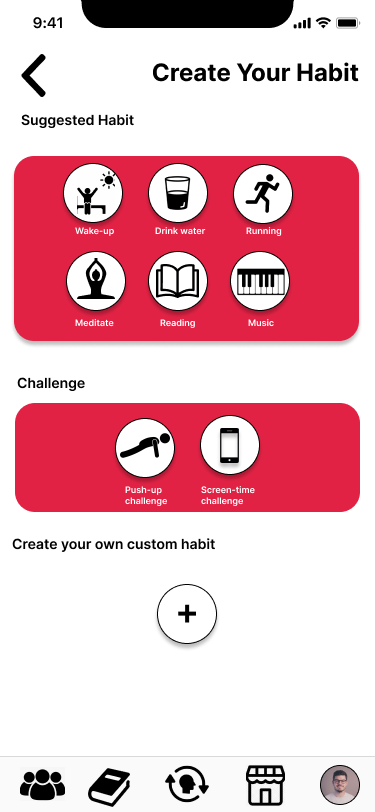 9:41
Create Your Habit
Suggested Habit
Wake-up
Drink water
Running
Meditate
Reading
Music
Challenge
Push-up
challenge
Screen-time
challenge
Create your own custom habit